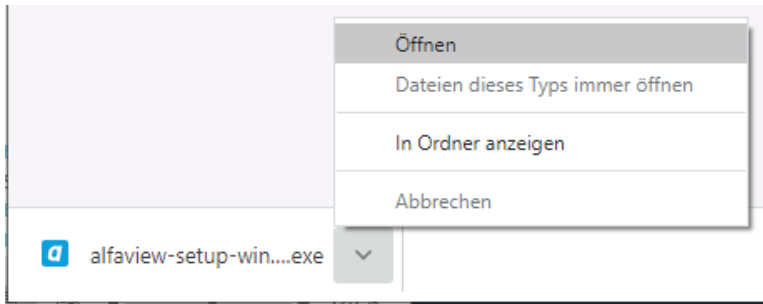 Öffnen
Dateien dieses Typs immer öffnen
In Ordner anzeigen
Abbrechen
alfaview-setup-win....exe